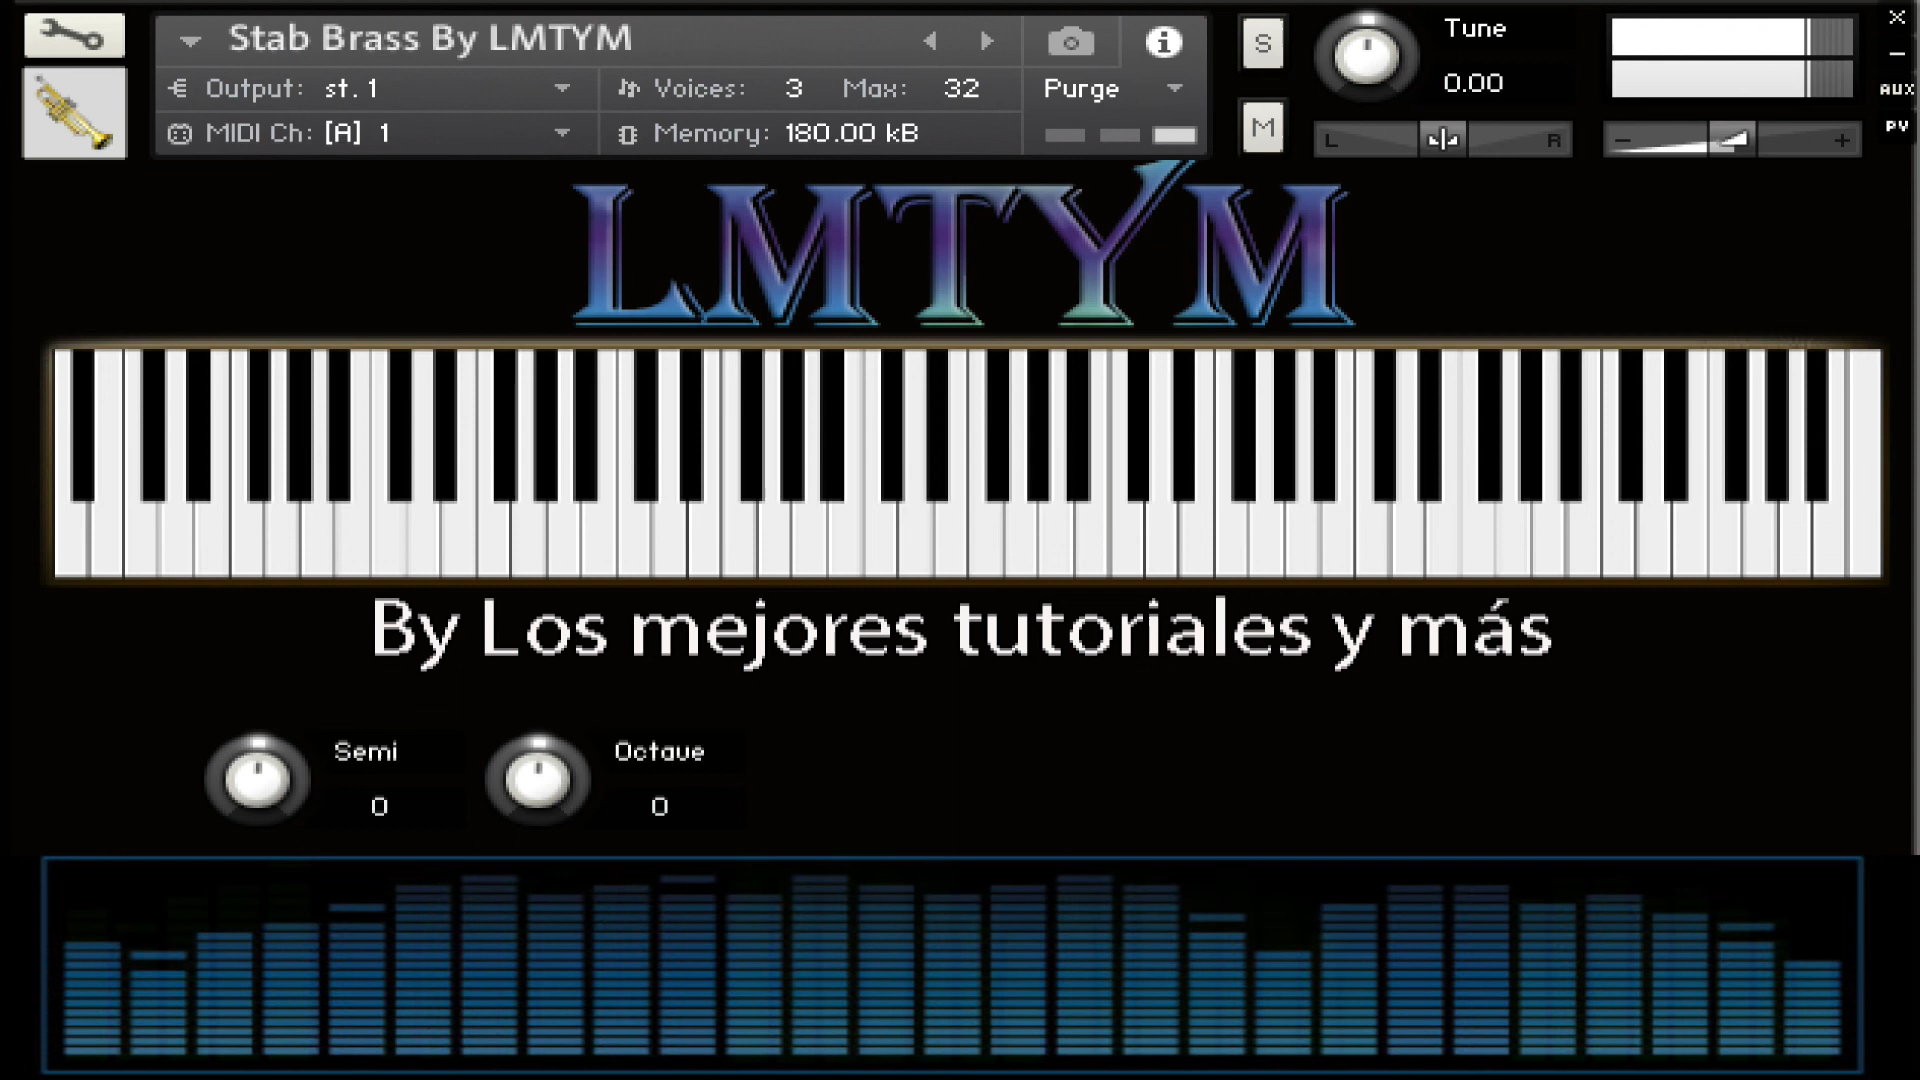 Stab Brass By LMTYM
Output: st. 1
Voices: 3 Max: 32
Purge
MIDI Ch: [A] 1
Memory: 180.00 kB
S
M
Tune
0.00
L R
- +
×
-
AUX
PV
LMTYM
By Los mejores tutoriales y más
Semi
0
Octave
0